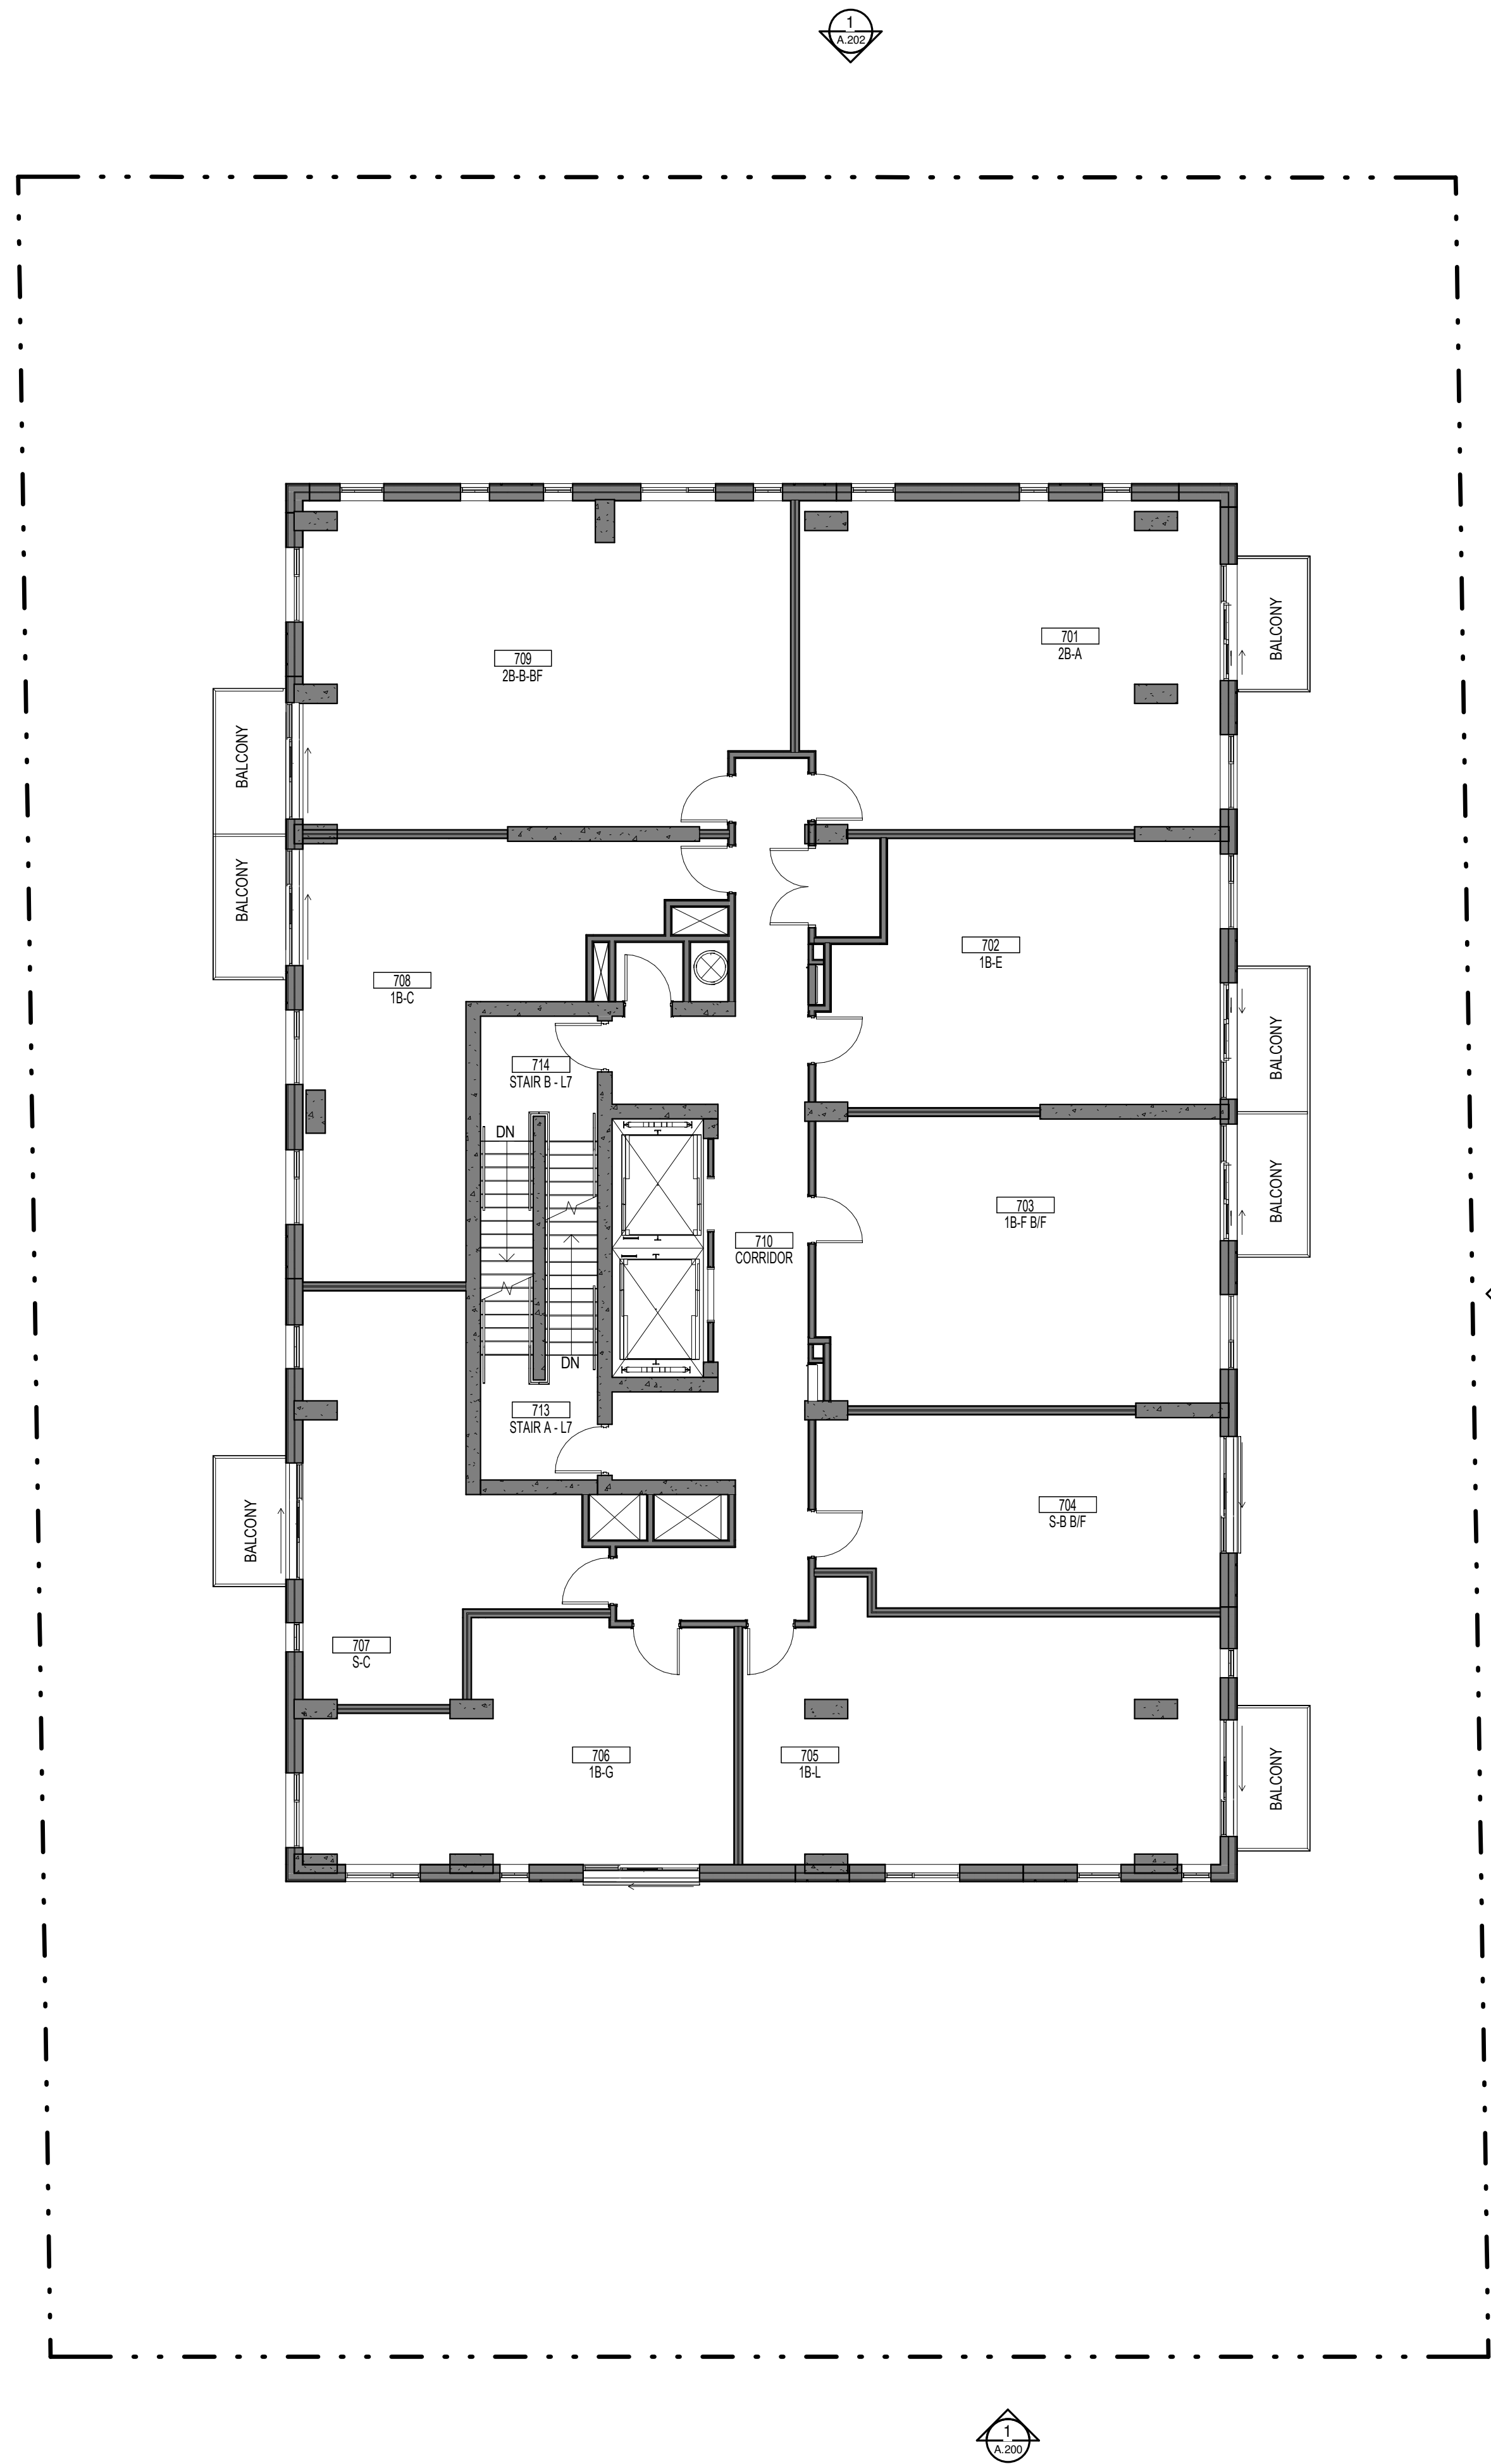 1
A.202
701
2B-A
BALCONY
709
2B-B-BF
BALCONY
BALCONY
702
1B-E
708
1B-C
BALCONY
714
STAIR B - L7
DN
BALCONY
703
1B-F B/F
710
CORRIDOR
DN
713
STAIR A - L7
704
S-B B/F
BALCONY
707
S-C
706
1B-G
705
1B-L
BALCONY
1
A.200